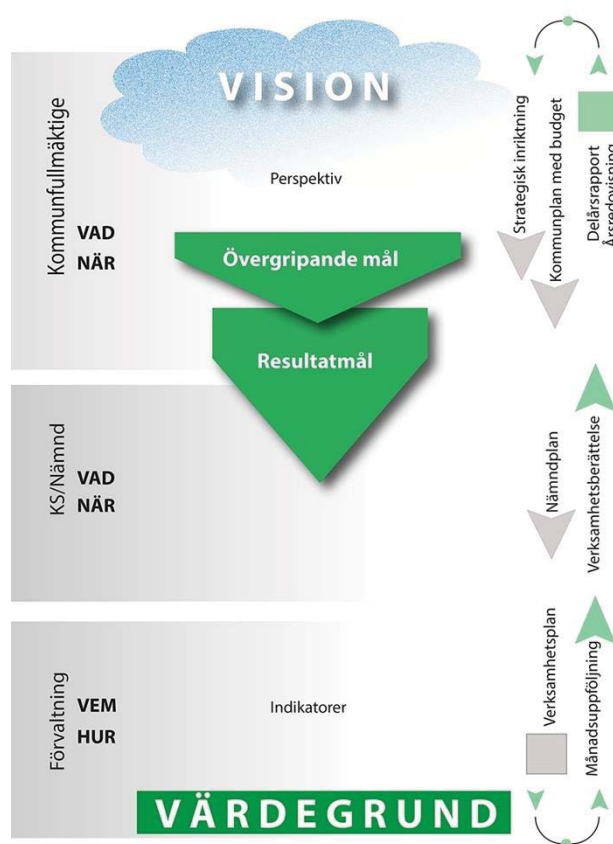 VISION
Kommunfullmäktige
VAD
NÄR
Perspektiv
Övergripande mål
Resultatmål
Strategisk inriktning
Kommunplan med budget
Delårsrapport
Årsredovisning
KS/Nämnd
VAD
NÄR
Nämndplan
Verksamhetsberättelse
Förvaltning
VEM
HUR
Indikatorer
Verksamhetsplan
Månadsuppföljning
VÄRDEGRUND